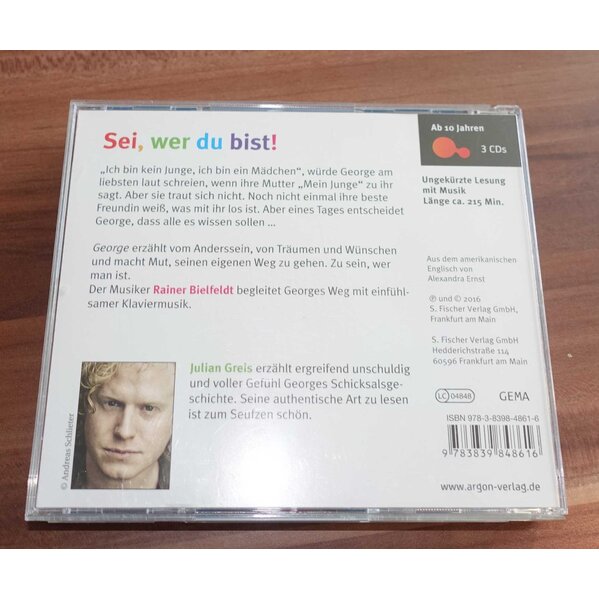 Sei, wer du bist!
„Ich bin kein Junge, ich bin ein Mädchen“, würde George am
liebsten laut schreien, wenn ihre Mutter „Mein Junge“ zu ihr
sagt. Aber sie traut sich nicht. Noch nicht einmal ihre beste
Freundin weiß, was mit ihr los ist. Aber eines Tages entscheidet
George, dass alle es wissen sollen ...
George erzählt vom Anderssein, von Träumen und Wünschen
und macht Mut, seinen eigenen Weg zu gehen. Zu sein, wer
man ist.
Der Musiker Rainer Bielfeldt begleitet Georges Weg mit einfühl-
samer Klaviermusik.
Julian Greis erzählt ergreifend unschuldig
und voller Gefühl Georges Schicksalsge-
schichte. Seine authentische Art zu lesen
ist zum Seufzen schön.
© Andreas Schlieter
Ab 10 Jahren
3 CDs
Ungekürzte Lesung
mit Musik
Länge ca. 215 Min.
Aus dem amerikanischen
Englisch von
Alexandra Ernst
℗ und © 2016
S. Fischer Verlag GmbH,
Frankfurt am Main
S. Fischer Verlag GmbH
Hedderichstraße 114
60596 Frankfurt am Main
LC 04848 GEMA
ISBN 978-3-8398-4861-6
9 783839 848616
www.argon-verlag.de